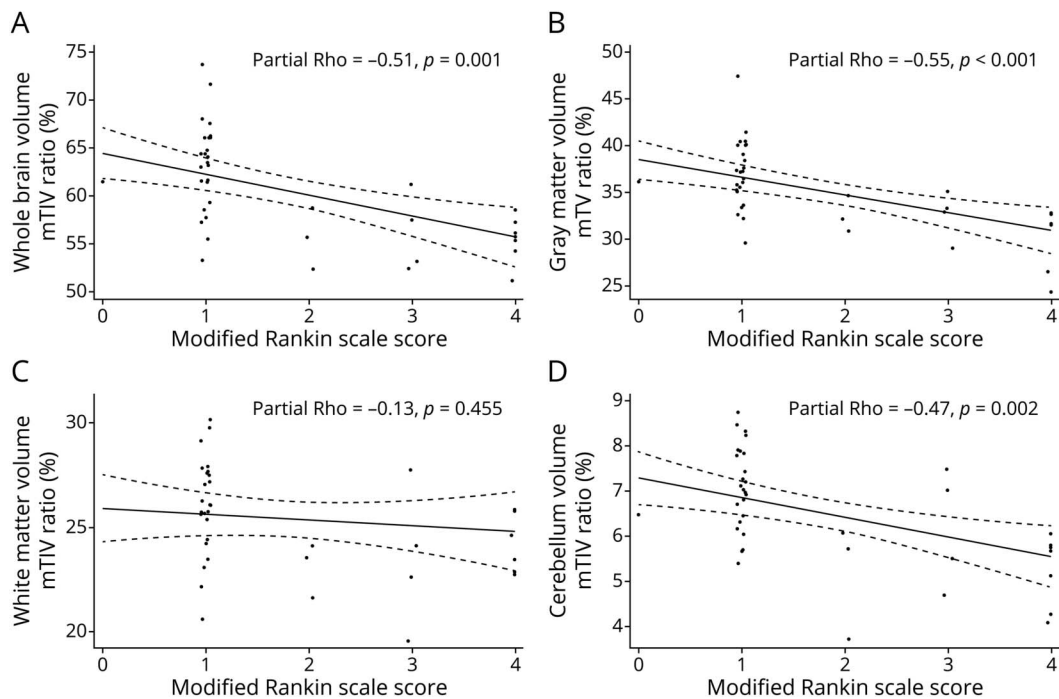 A
Partial Rho = –0.51, p = 0.001
Whole brain volume
mTIV ratio (%)
75
70
65
60
55
50
0 1 2 3 4
Modified Rankin scale score
B
Partial Rho = –0.55, p < 0.001
Gray matter volume
mTV ratio (%)
50
45
40
35
30
25
0 1 2 3 4
Modified Rankin scale score
C
Partial Rho = –0.13, p = 0.455
White matter volume
mTIV ratio (%)
30
25
20
0 1 2 3 4
Modified Rankin scale score
D
Partial Rho = –0.47, p = 0.002
Cerebellum volume
mTIV ratio (%)
9
8
7
6
5
4
0 1 2 3 4
Modified Rankin scale score